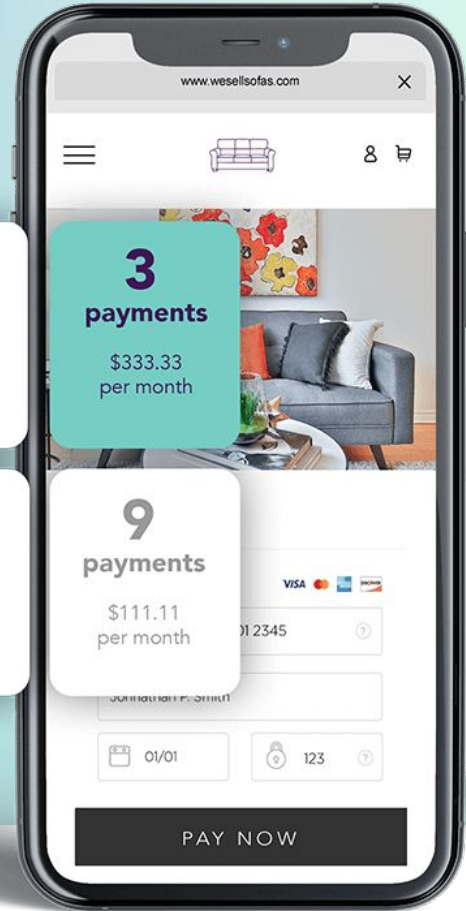 www.wesellsofas.com
3
payments
$333.33
per month
9
payments
$111.11
per month
VISA
DISCOVER
01 2345
Johnathan P. Smith
01/01
123
PAY NOW